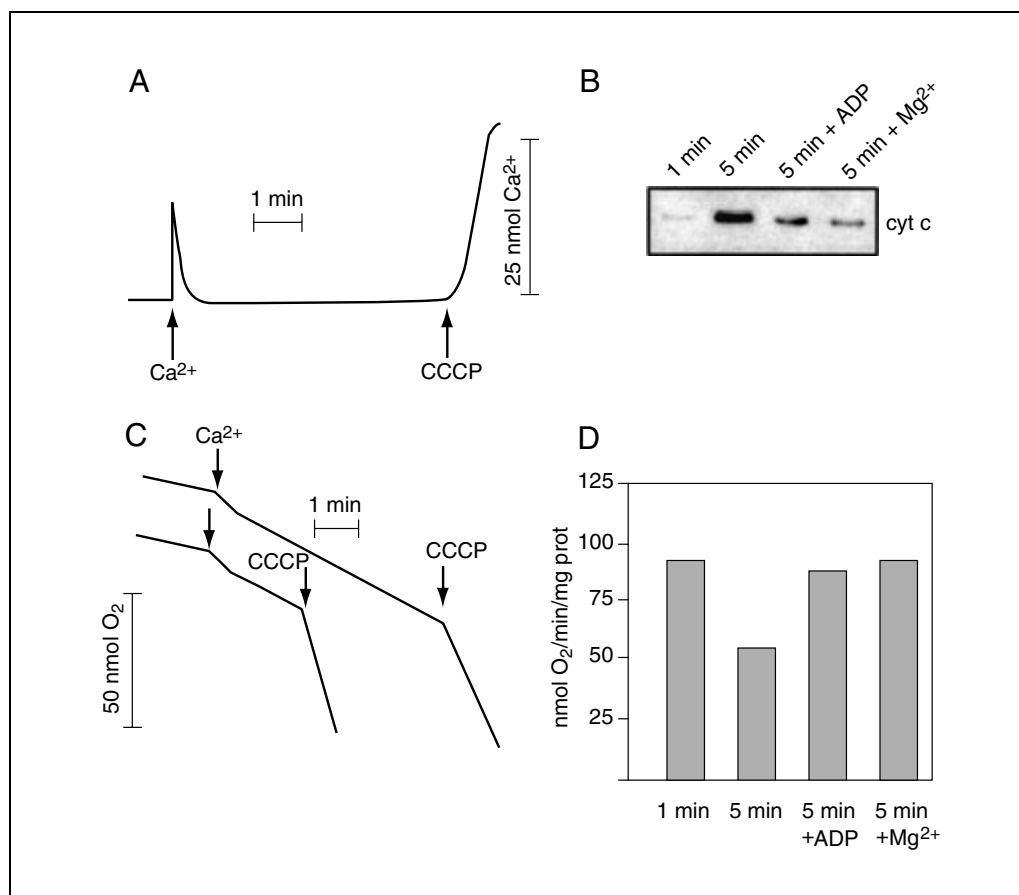 A
1 min
25 nmol Ca²⁺
Ca²⁺
CCCP
B
1 min
5 min
5 min + ADP
5 min + Mg²⁺
cyt c
C
Ca²⁺
1 min
CCCP
CCCP
50 nmol O₂
D
nmol O₂/min/mg prot
125
100
75
50
25
1 min
5 min
5 min
+ADP
5 min
+Mg²⁺